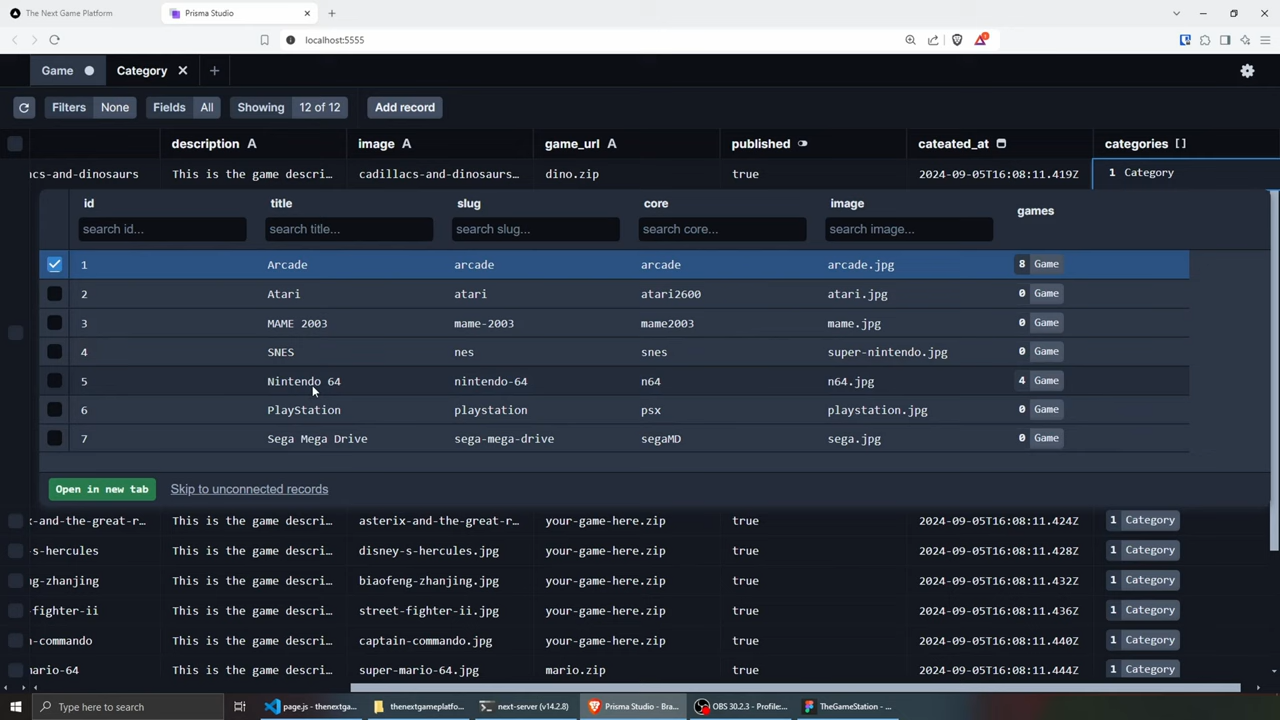 The Next Game Platform
Prisma Studio
localhost:5555
Game
Category
Filters None
Fields All
Showing 12 of 12
Add record
description A
image A
game_url A
published
cateated_at
categories []
acs-and-dinosaurs This is the game descri… cadillacs-and-dinosaurs… dino.zip true 2024-09-05T16:08:11.419Z 1 Category
id title slug core image games
search id... search title... search slug... search core... search image...
1 Arcade arcade arcade arcade.jpg 8 Game
2 Atari atari atari2600 atari.jpg 0 Game
3 MAME 2003 mame-2003 mame2003 mame.jpg 0 Game
4 SNES nes snes super-nintendo.jpg 0 Game
5 Nintendo 64 nintendo-64 n64 n64.jpg 4 Game
6 PlayStation playstation psx playstation.jpg 0 Game
7 Sega Mega Drive sega-mega-drive segaMD sega.jpg 0 Game
Open in new tab Skip to unconnected records
x-and-the-great-r… This is the game descri… asterix-and-the-great-r… your-game-here.zip true 2024-09-05T16:08:11.424Z 1 Category
-s-hercules This is the game descri… disney-s-hercules.jpg your-game-here.zip true 2024-09-05T16:08:11.428Z 1 Category
ng-zhanjing This is the game descri… biaofeng-zhanjing.jpg your-game-here.zip true 2024-09-05T16:08:11.432Z 1 Category
-fighter-ii This is the game descri… street-fighter-ii.jpg your-game-here.zip true 2024-09-05T16:08:11.436Z 1 Category
n-commando This is the game descri… captain-commando.jpg your-game-here.zip true 2024-09-05T16:08:11.440Z 1 Category
mario-64 This is the game descri… super-mario-64.jpg mario.zip true 2024-09-05T16:08:11.444Z 1 Category
Type here to search
page.js - thenextga...
thenextgameplatfo...
next-server (v14.2.8)
Prisma Studio - Bra...
OBS 30.2.3 - Profile:...
TheGameStation - ...